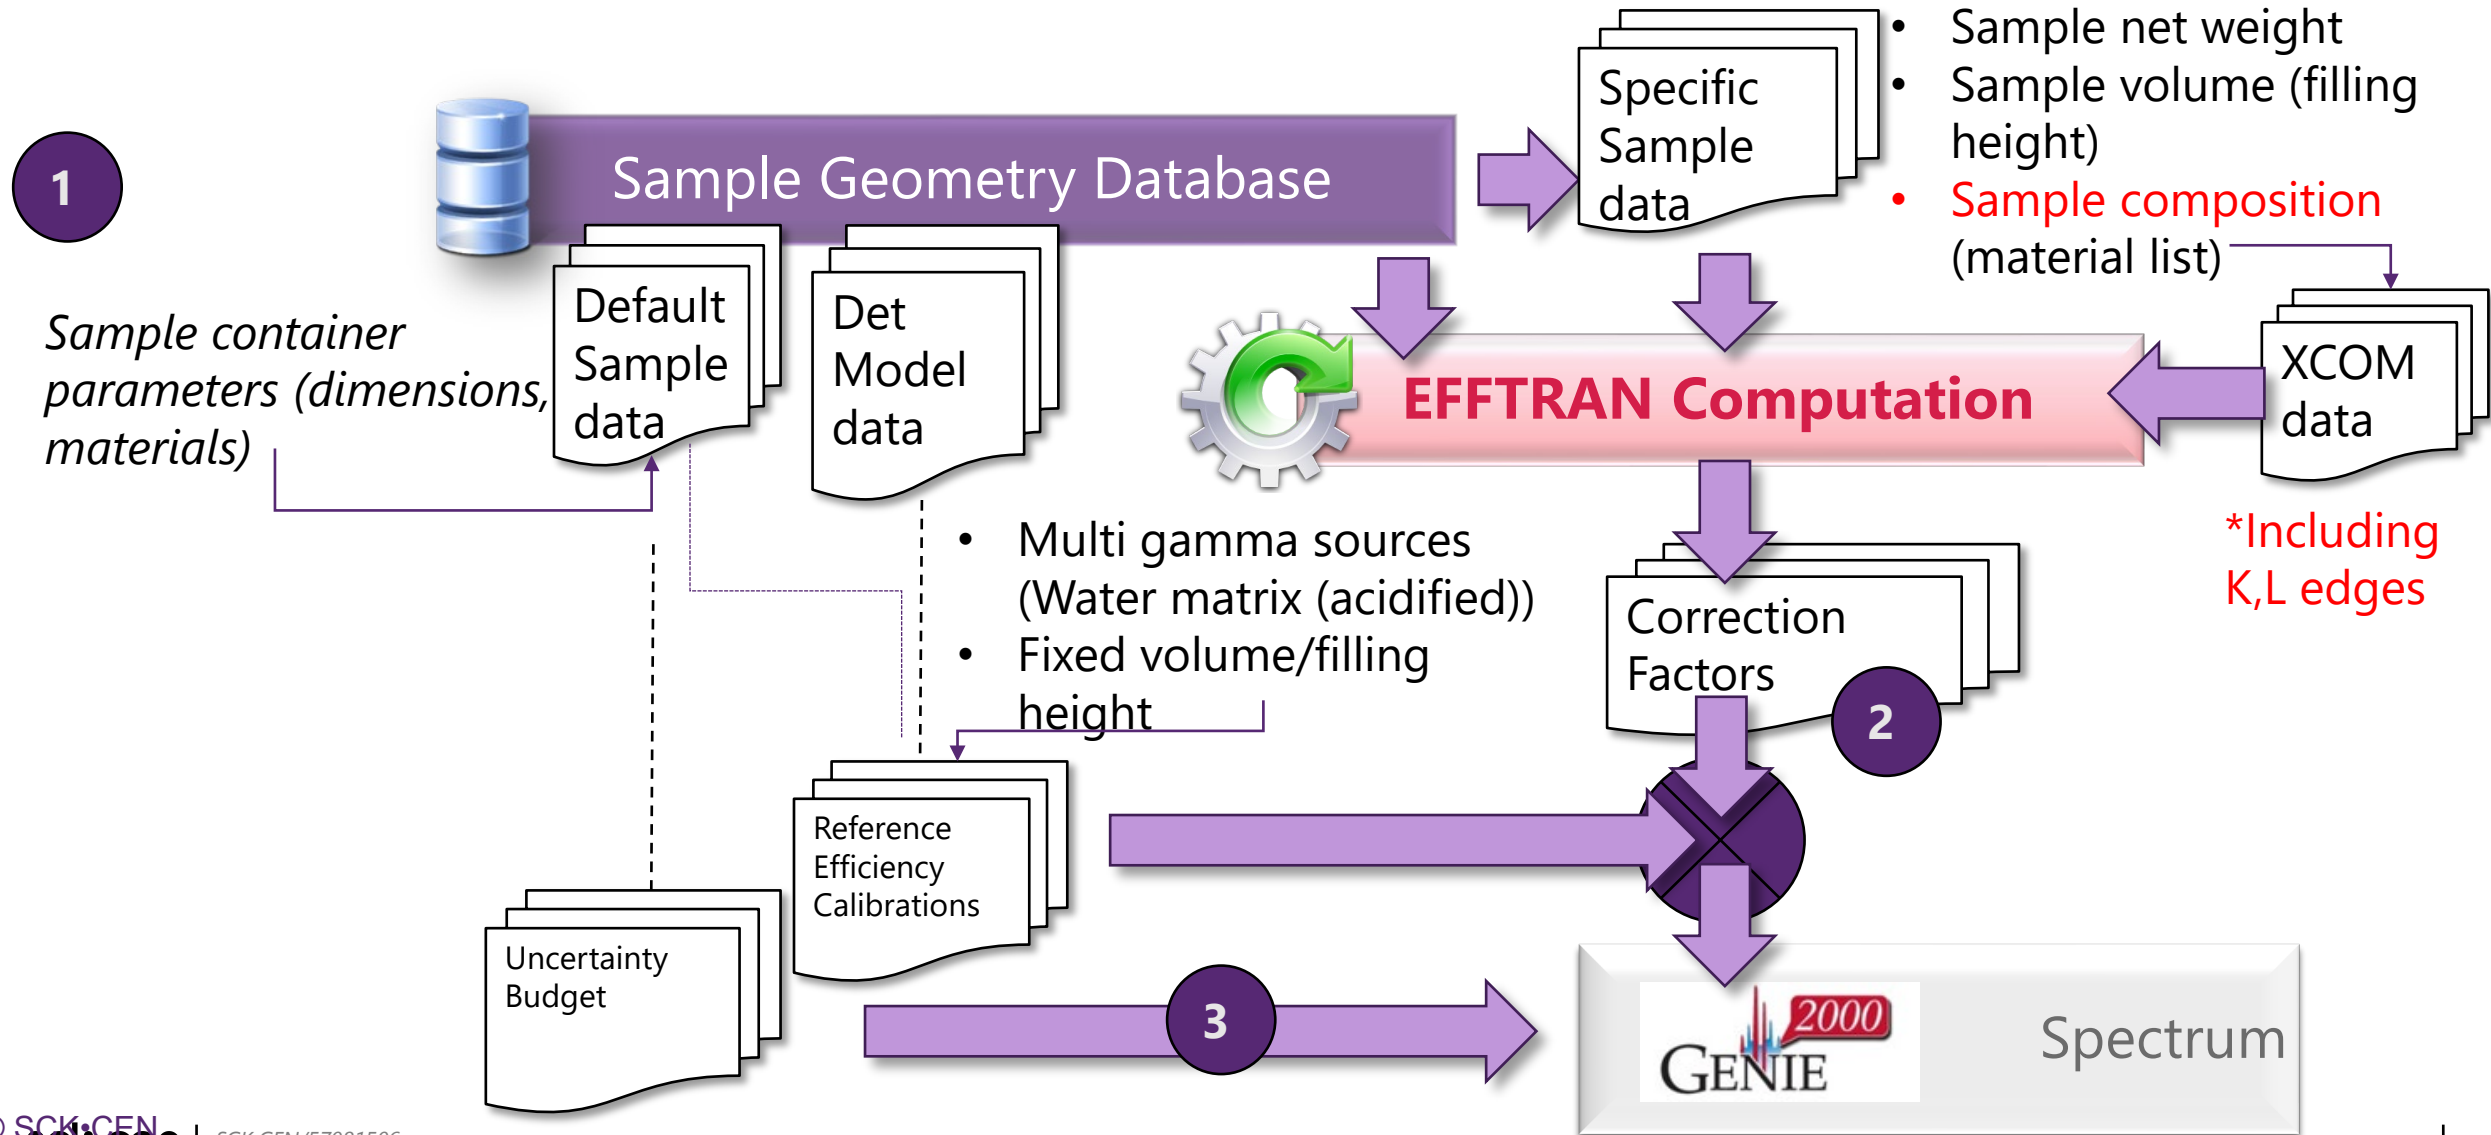 1
Sample Geometry Database
Specific
Sample
data
• Sample net weight
• Sample volume (filling
height)
• Sample composition
(material list)
Sample container
parameters (dimensions,
materials)
Default
Sample
data
Det
Model
data
EFFTRAN Computation
XCOM
data
*Including
K,L edges
• Multi gamma sources
(Water matrix (acidified))
• Fixed volume/filling
height
Correction
Factors
2
Reference
Efficiency
Calibrations
Uncertainty
Budget
3
GENIE 2000
Spectrum
SCK•CEN